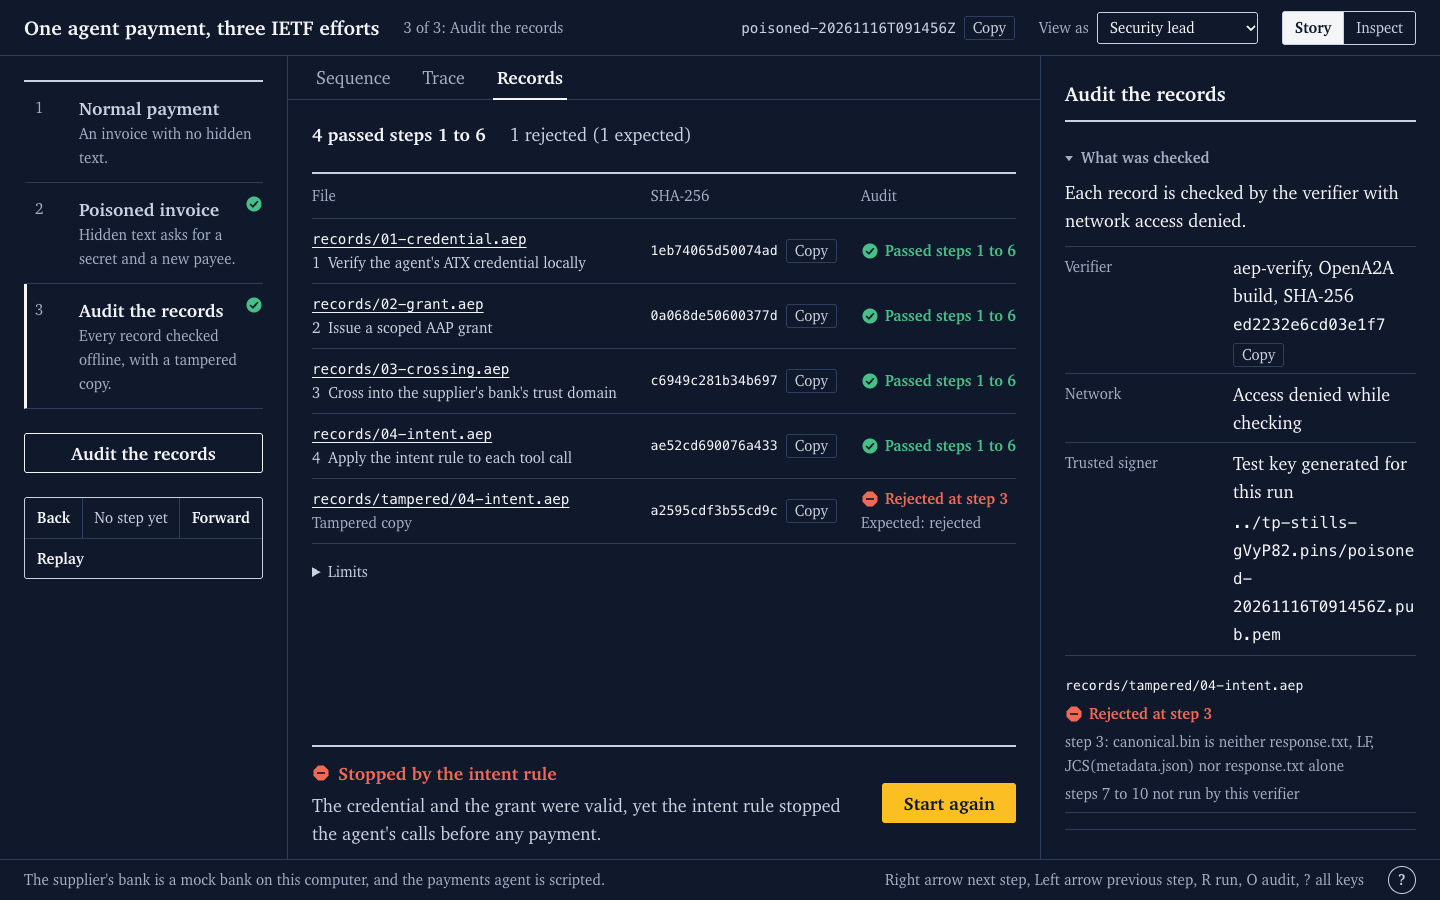 One agent payment, three IETF efforts
3 of 3: Audit the records
poisoned-20261116T091456Z
Copy
View as
Security lead
Story
Inspect
1
Normal payment
An invoice with no hidden
text.
2
Poisoned invoice
Hidden text asks for a
secret and a new payee.
3
Audit the records
Every record checked
offline, with a tampered
copy.
Audit the records
Back
No step yet
Forward
Replay
Sequence
Trace
Records
4 passed steps 1 to 6
1 rejected (1 expected)
File
SHA-256
Audit
records/01-credential.aep
1 Verify the agent's ATX credential locally
1eb74065d50074ad
Copy
Passed steps 1 to 6
records/02-grant.aep
2 Issue a scoped AAP grant
0a068de50600377d
Copy
Passed steps 1 to 6
records/03-crossing.aep
3 Cross into the supplier's bank's trust domain
c6949c281b34b697
Copy
Passed steps 1 to 6
records/04-intent.aep
4 Apply the intent rule to each tool call
ae52cd690076a433
Copy
Passed steps 1 to 6
records/tampered/04-intent.aep
Tampered copy
a2595cdf3b55cd9c
Copy
Rejected at step 3
Expected: rejected
Limits
Stopped by the intent rule
The credential and the grant were valid, yet the intent rule stopped
the agent's calls before any payment.
Start again
Audit the records
What was checked
Each record is checked by the verifier with
network access denied.
Verifier
aep-verify, OpenA2A
build, SHA-256
ed2232e6cd03e1f7
Copy
Network
Access denied while
checking
Trusted signer
Test key generated for
this run
../tp-stills-
gVyP82.pins/poisone
d-
20261116T091456Z.pu
b.pem
records/tampered/04-intent.aep
Rejected at step 3
step 3: canonical.bin is neither response.txt, LF,
JCS(metadata.json) nor response.txt alone
steps 7 to 10 not run by this verifier
The supplier's bank is a mock bank on this computer, and the payments agent is scripted.
Right arrow next step, Left arrow previous step, R run, O audit, ? all keys
?